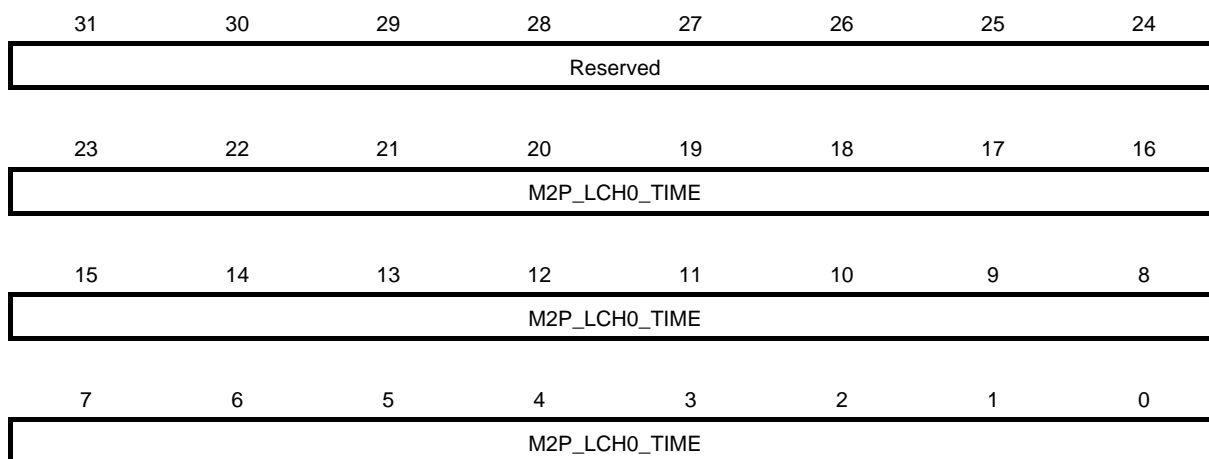 31 30 29 28 27 26 25 24
Reserved
23 22 21 20 19 18 17 16
M2P_LCH0_TIME
15 14 13 12 11 10 9 8
M2P_LCH0_TIME
7 6 5 4 3 2 1 0
M2P_LCH0_TIME